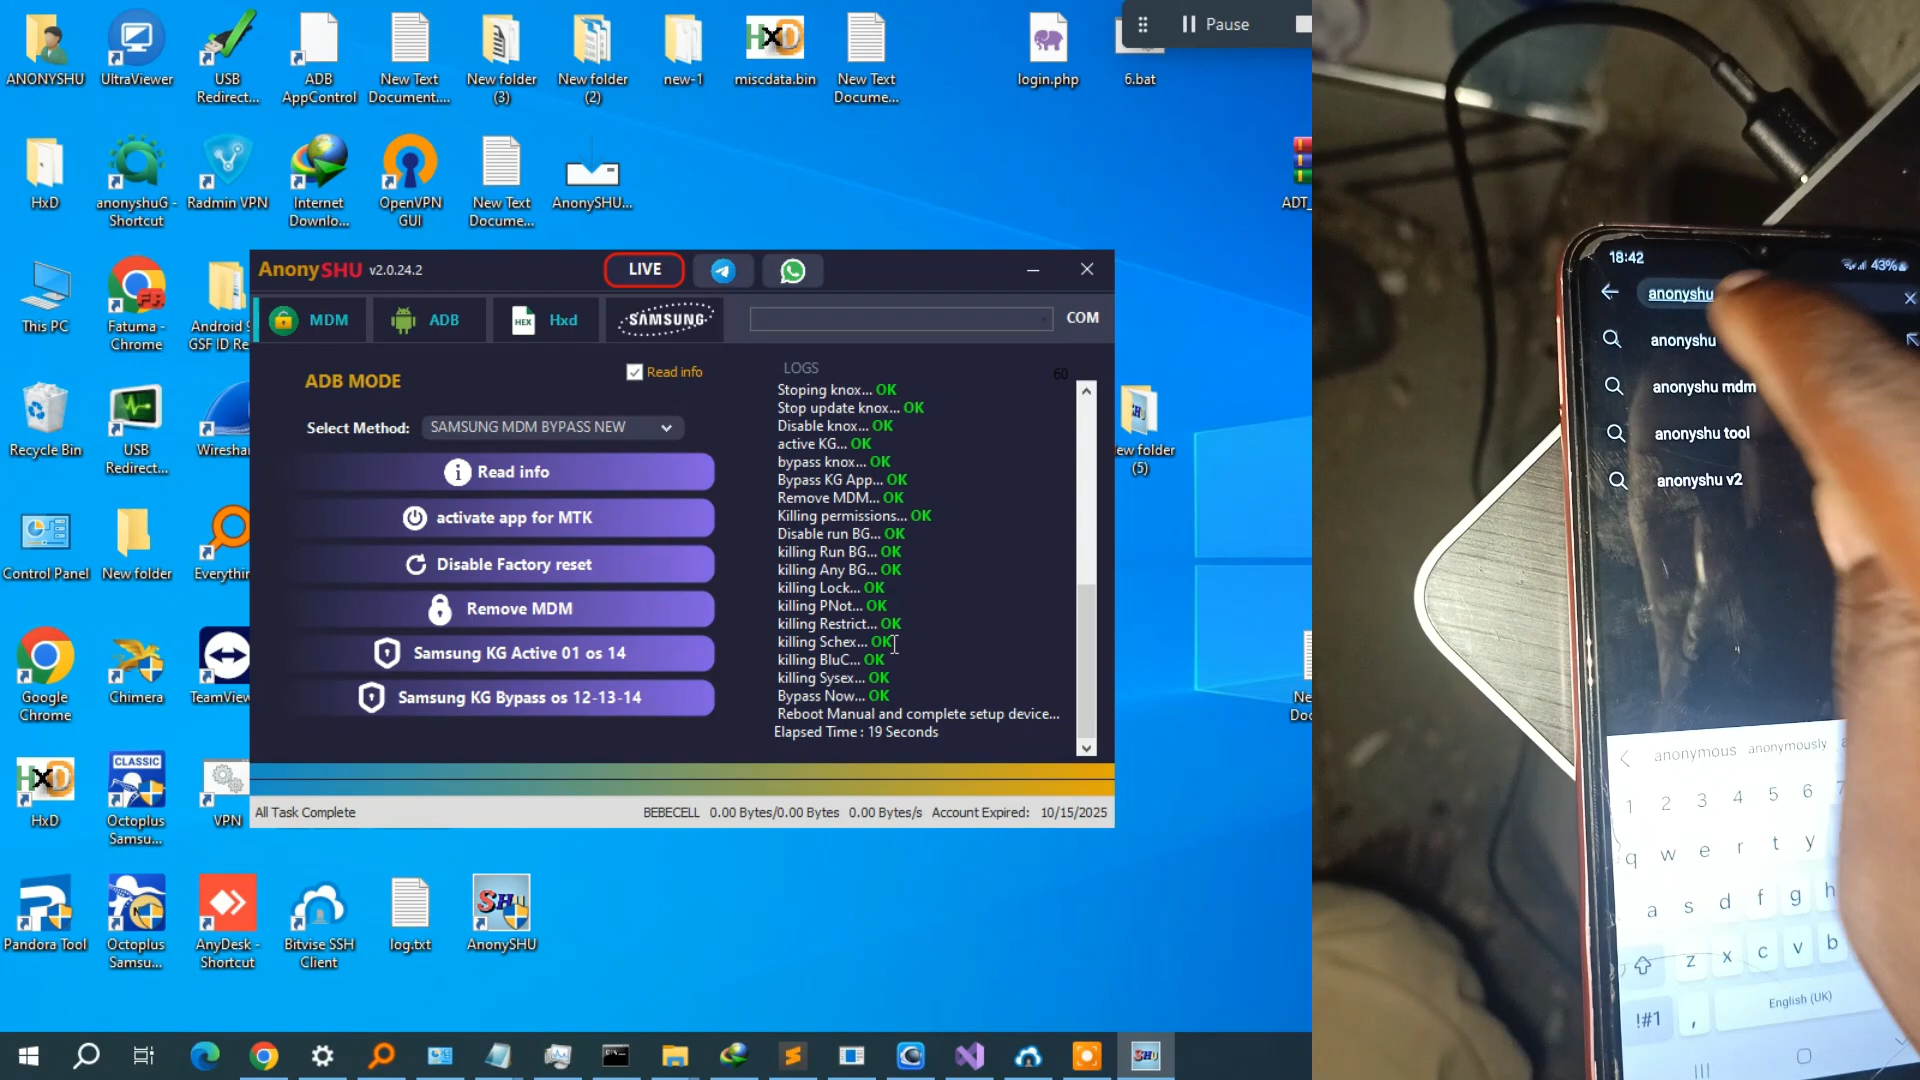 ANONYSHU
UltraViewer
USB
Redirect...
ADB
AppControl
New Text
Document....
New folder
(3)
New folder
(2)
new-1
HxD
miscdata.bin
New Text
Docume...
login.php
6.bat
Pause
HxD
anonyshuG -
Shortcut
Radmin VPN
Internet
Downlo...
OpenVPN
GUI
New Text
Docume...
AnonySHU...
ADT_
This PC
Fatuma -
Chrome
Android
GSF ID Re
Recycle Bin
USB
Redirect...
Wireshar
Control Panel
New folder
Everythin
Google
Chrome
Chimera
TeamView
HxD
HxD
CLASSIC
Octoplus
Samsu...
VPN
Pandora Tool
Octoplus
Samsu...
AnyDesk -
Shortcut
Bitvise SSH
Client
log.txt
SHU
AnonySHU
ew folder
(5)
Ne
Doc
AnonySHU v2.0.24.2
LIVE
MDM
ADB
HEX
Hxd
SAMSUNG
COM
ADB MODE
Read info
Select Method:
SAMSUNG MDM BYPASS NEW
Read info
activate app for MTK
Disable Factory reset
Remove MDM
Samsung KG Active 01 os 14
Samsung KG Bypass os 12-13-14
LOGS
60
Stoping knox... OK
Stop update knox... OK
Disable knox... OK
active KG... OK
bypass knox... OK
Bypass KG App... OK
Remove MDM... OK
Killing permissions... OK
Disable run BG... OK
killing Run BG... OK
killing Any BG... OK
killing Lock... OK
killing PNot... OK
killing Restrict... OK
killing Schex... OK
killing BluC... OK
killing Sysex... OK
Bypass Now... OK
Reboot Manual and complete setup device...
Elapsed Time : 19 Seconds
All Task Complete
BEBECELL 0.00 Bytes/0.00 Bytes 0.00 Bytes/s Account Expired: 10/15/2025
18:42
43%
anonyshu
anonyshu
anonyshu mdm
anonyshu tool
anonyshu v2
anonymous anonymously
1 2 3 4 5 6 7
q w e r t y
a s d f g h
z x c v b
!#1 , English (UK)